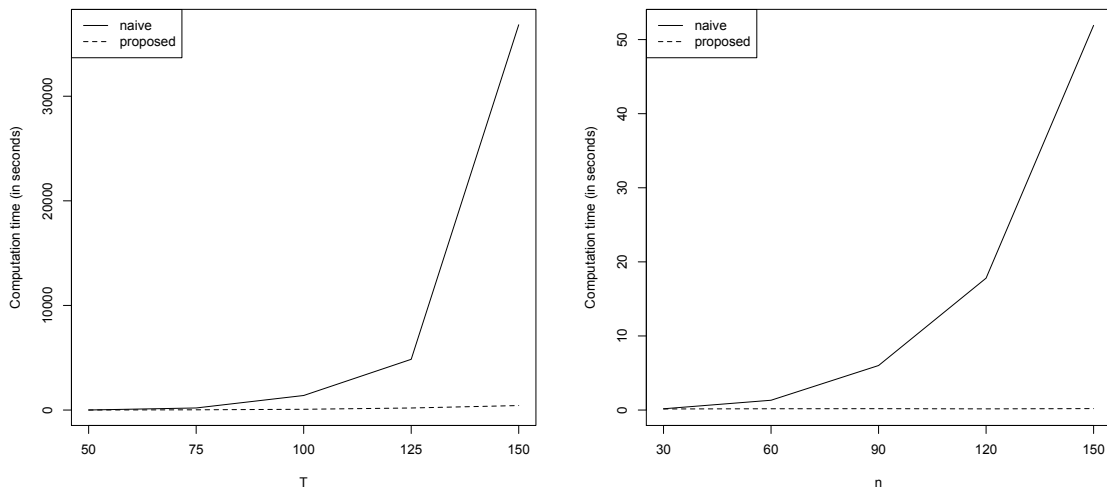 naive
proposed
Computation time (in seconds)
30000
20000
10000
0
50 75 100 125 150
T
naive
proposed
Computation time (in seconds)
50
40
30
20
10
0
30 60 90 120 150
n